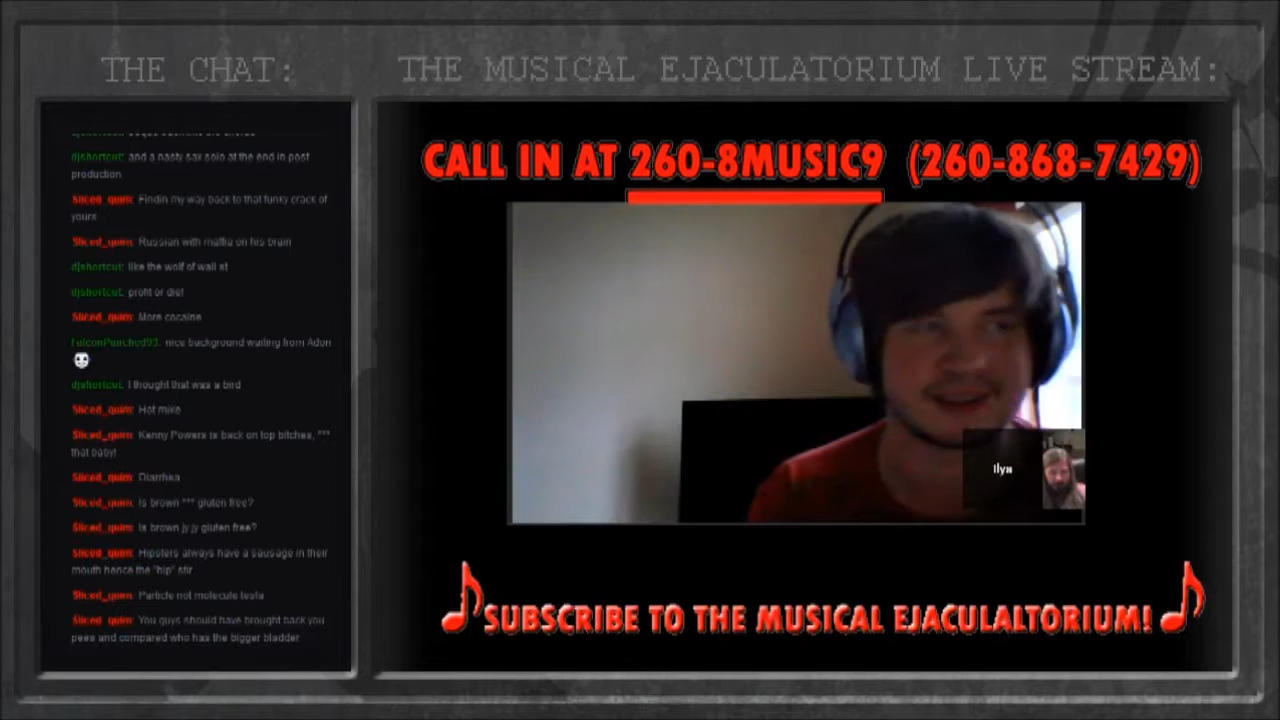 THE CHAT:
THE MUSICAL EJACULATORIUM LIVE STREAM:
djshortcut: and a nasty sax solo at the end in post
production
Sliced_quim: Findin my way back to that funky crack of
yours
Sliced_quim: Russian with maffia on his brain
djshortcut: like the wolf of wall st
djshortcut: profit or die!
Sliced_quim: More cocaine
FalconPunched93: nice background waiting from Adon
djshortcut: I thought that was a bird
Sliced_quim: Hot mike
Sliced_quim: Kenny Powers is back on top bitches, ***
that baby!
Sliced_quim: Diarrhea
Sliced_quim: Is brown *** gluten free?
Sliced_quim: Is brown jy jy gluten free?
Sliced_quim: Hipsters always have a sausage in their
mouth hence the "hip" stir
Sliced_quim: Particle not molecule tesla
Sliced_quim: You guys should have brought back you
pees and compared who has the bigger bladder
CALL IN AT 260-8MUSIC9 (260-868-7429)
Ilya
SUBSCRIBE TO THE MUSICAL EJACULALTORIUM!